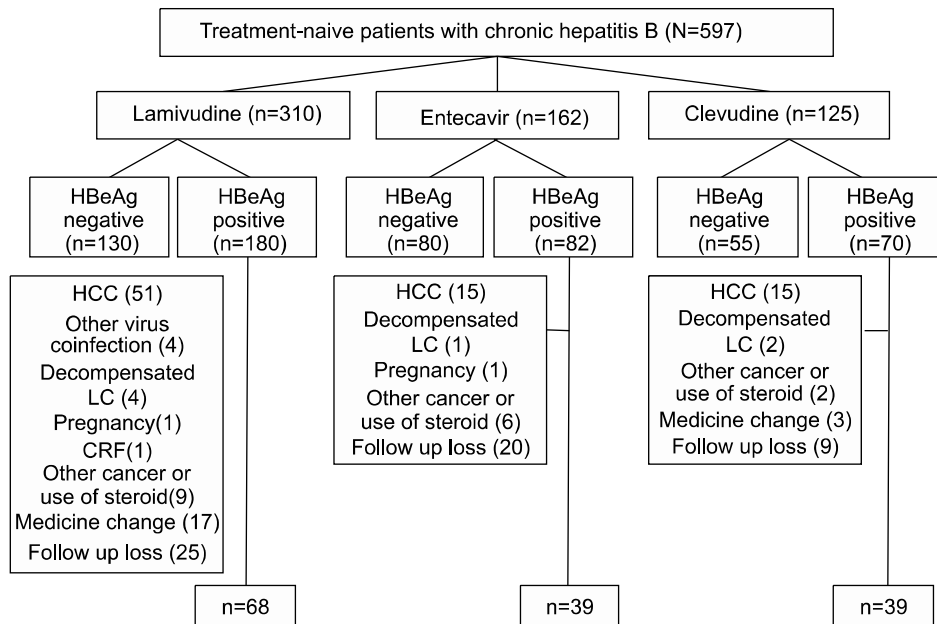 Treatment-naive patients with chronic hepatitis B (N=597)
Lamivudine (n=310)
Entecavir (n=162)
Clevudine (n=125)
HBeAg
negative
(n=130)
HBeAg
positive
(n=180)
HBeAg
negative
(n=80)
HBeAg
positive
(n=82)
HBeAg
negative
(n=55)
HBeAg
positive
(n=70)
HCC (51)
Other virus
coinfection (4)
Decompensated
LC (4)
Pregnancy(1)
CRF(1)
Other cancer or
use of steroid(9)
Medicine change (17)
Follow up loss (25)
HCC (15)
Decompensated
LC (1)
Pregnancy (1)
Other cancer or
use of steroid (6)
Follow up loss (20)
HCC (15)
Decompensated
LC (2)
Other cancer or
use of steroid (2)
Medicine change (3)
Follow up loss (9)
n=68
n=39
n=39